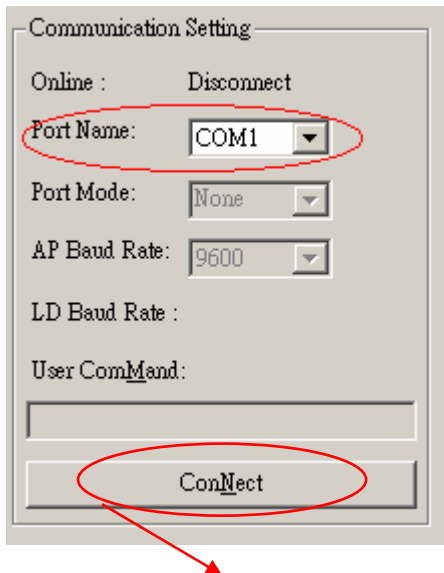 Communication Setting
Online : Disconnect
Port Name: COM1
Port Mode: None
AP Baud Rate: 9600
LD Baud Rate :
User ComMand:
ConNect